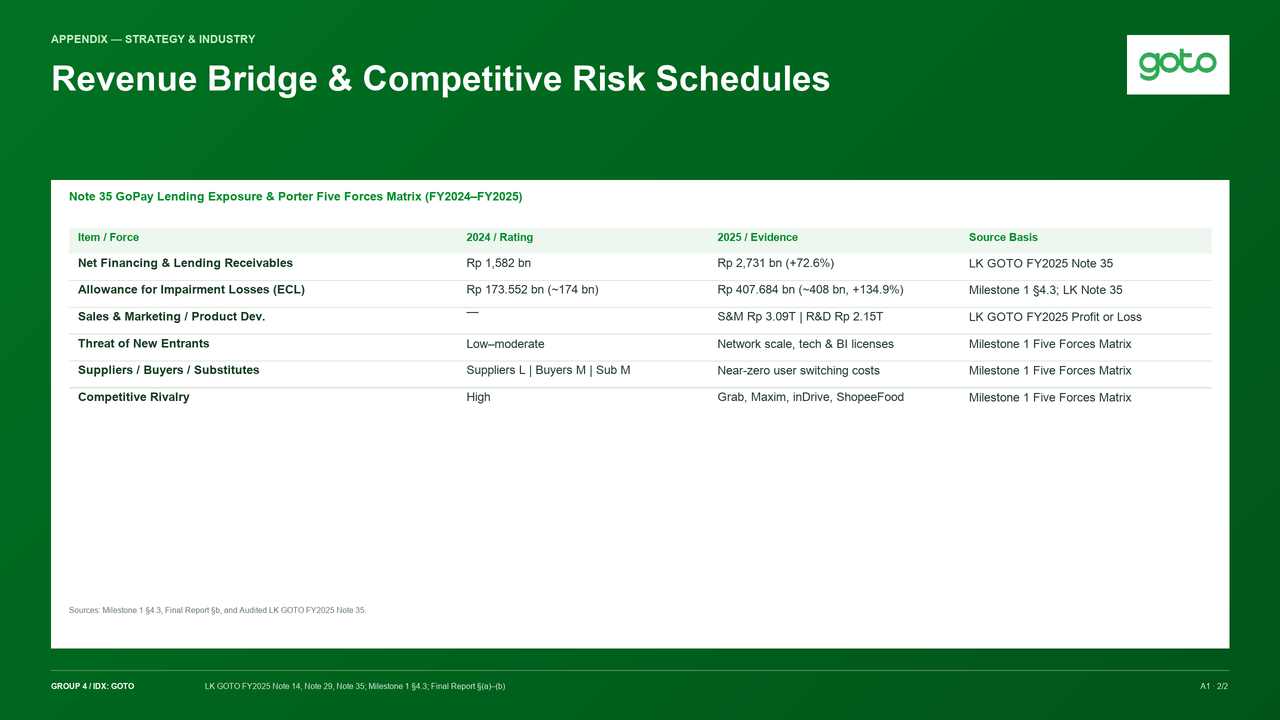 APPENDIX — STRATEGY & INDUSTRY
Revenue Bridge & Competitive Risk Schedules
goto
Note 35 GoPay Lending Exposure & Porter Five Forces Matrix (FY2024–FY2025)
Item / Force 2024 / Rating 2025 / Evidence Source Basis
Net Financing & Lending Receivables Rp 1,582 bn Rp 2,731 bn (+72.6%) LK GOTO FY2025 Note 35
Allowance for Impairment Losses (ECL) Rp 173.552 bn (~174 bn) Rp 407.684 bn (~408 bn, +134.9%) Milestone 1 §4.3; LK Note 35
Sales & Marketing / Product Dev. — S&M Rp 3.09T | R&D Rp 2.15T LK GOTO FY2025 Profit or Loss
Threat of New Entrants Low–moderate Network scale, tech & BI licenses Milestone 1 Five Forces Matrix
Suppliers / Buyers / Substitutes Suppliers L | Buyers M | Sub M Near-zero user switching costs Milestone 1 Five Forces Matrix
Competitive Rivalry High Grab, Maxim, inDrive, ShopeeFood Milestone 1 Five Forces Matrix
Sources: Milestone 1 §4.3, Final Report §b, and Audited LK GOTO FY2025 Note 35.
GROUP 4 / IDX: GOTO LK GOTO FY2025 Note 14, Note 29, Note 35; Milestone 1 §4.3; Final Report §(a)–(b) A1 · 2/2